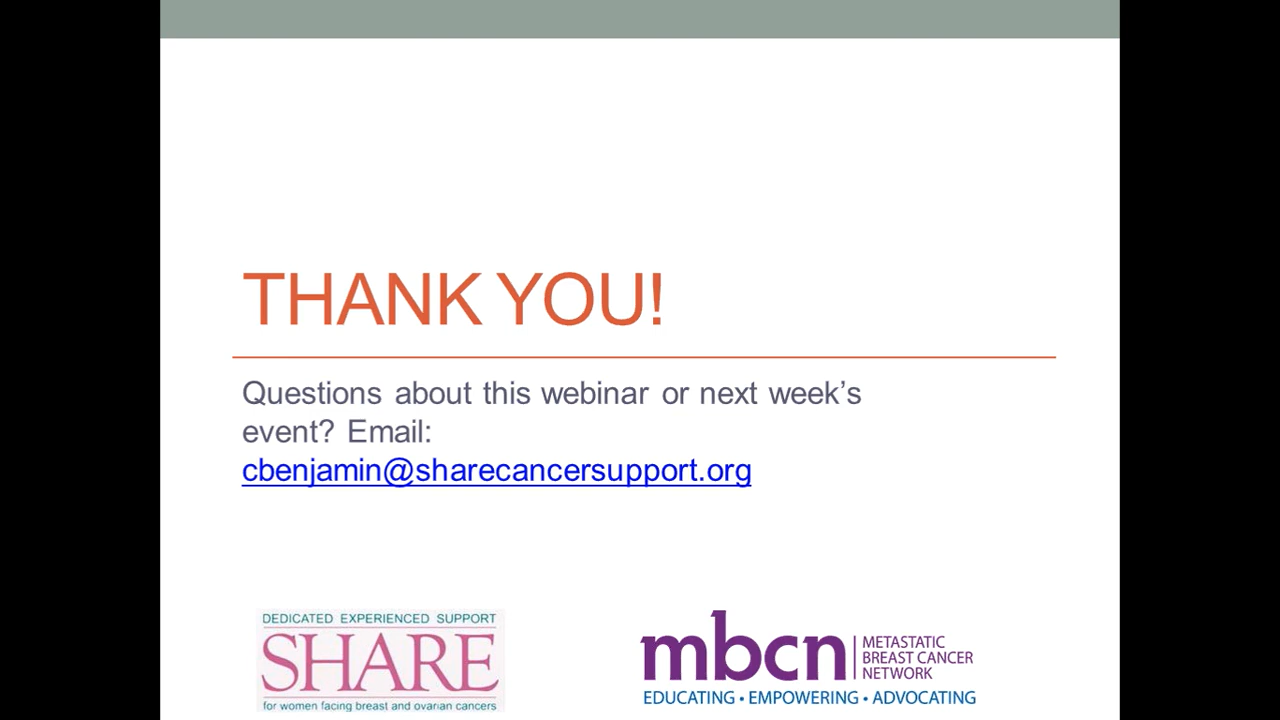 THANK YOU!
Questions about this webinar or next week’s
event? Email:
cbenjamin@sharecancersupport.org
DEDICATED EXPERIENCED SUPPORT
SHARE
for women facing breast and ovarian cancers
mbcn
METASTATIC
BREAST CANCER
NETWORK
EDUCATING • EMPOWERING • ADVOCATING